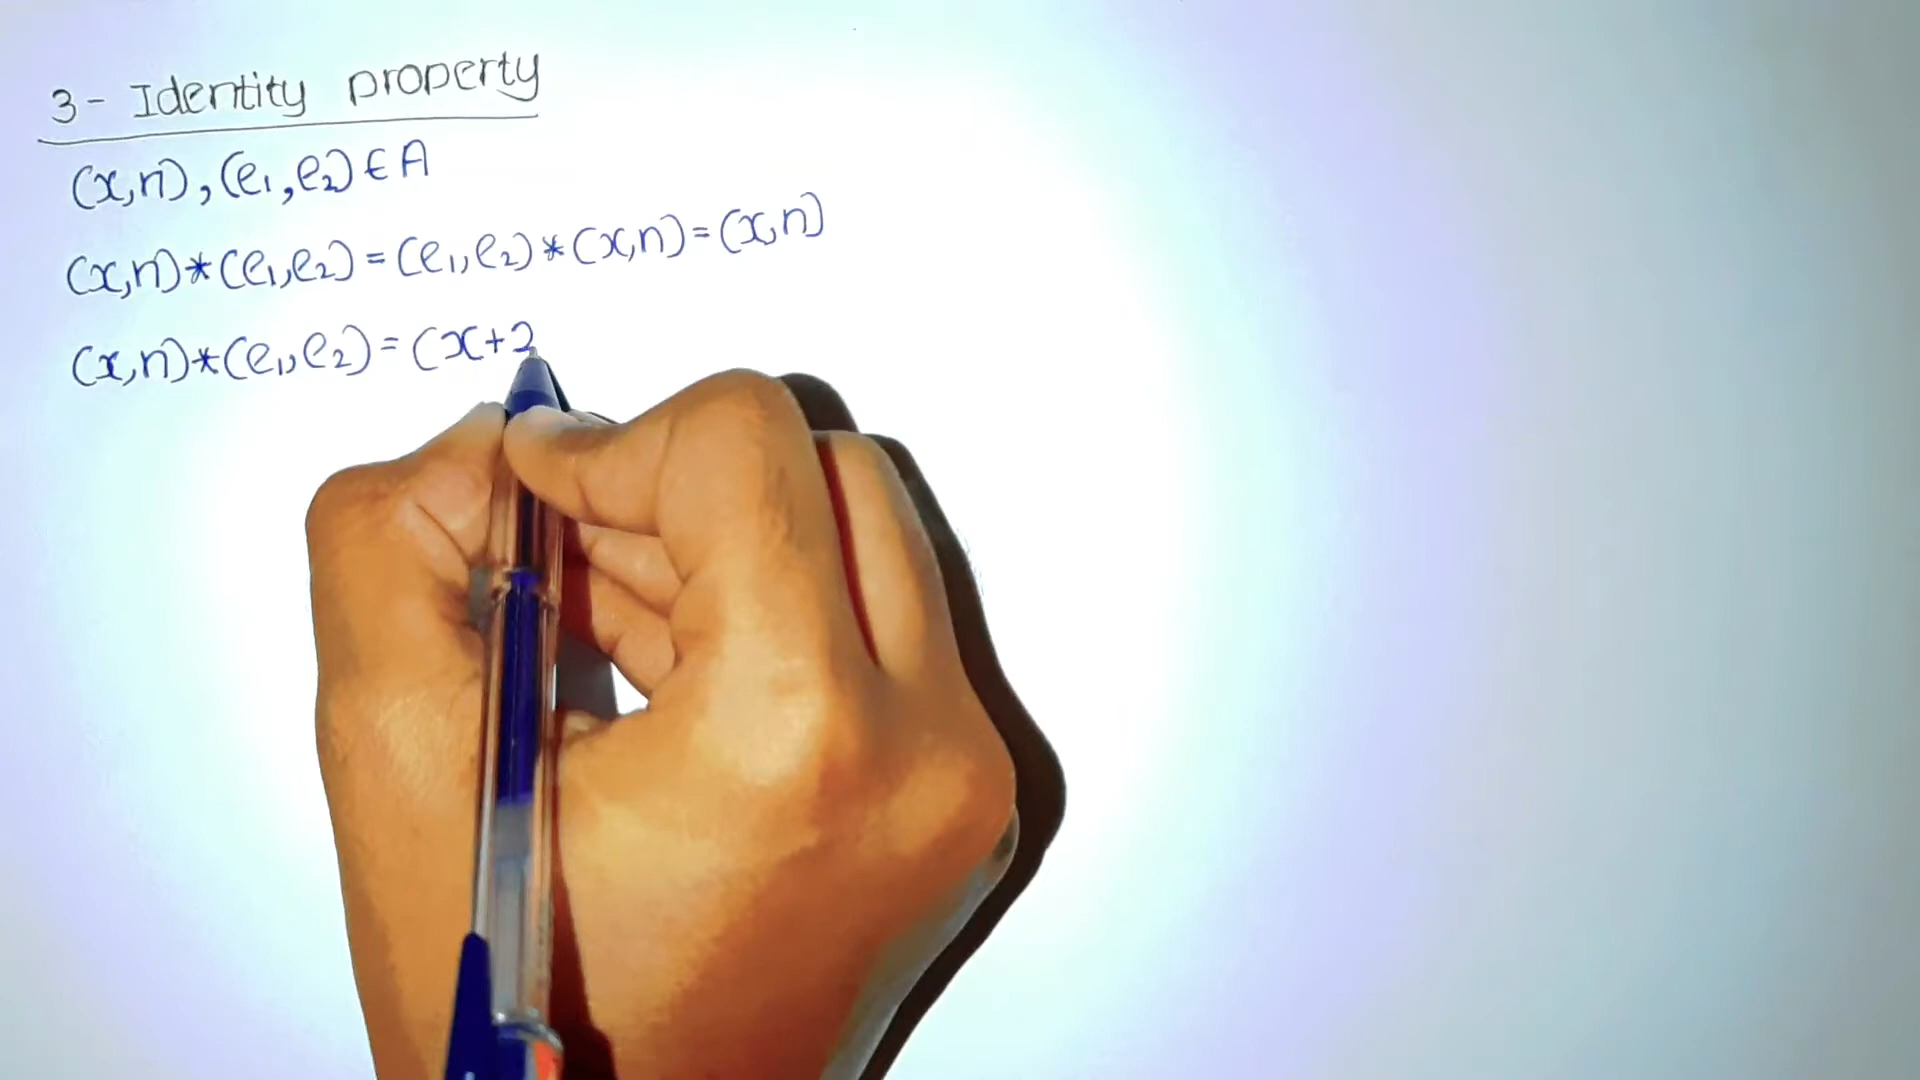 3- Identity property
(x,n),(e₁,e₂)∈A
(x,n)*(e₁,e₂)=(e₁,e₂)*(x,n)=(x,n)
(x,n)*(e₁,e₂)=(x+2